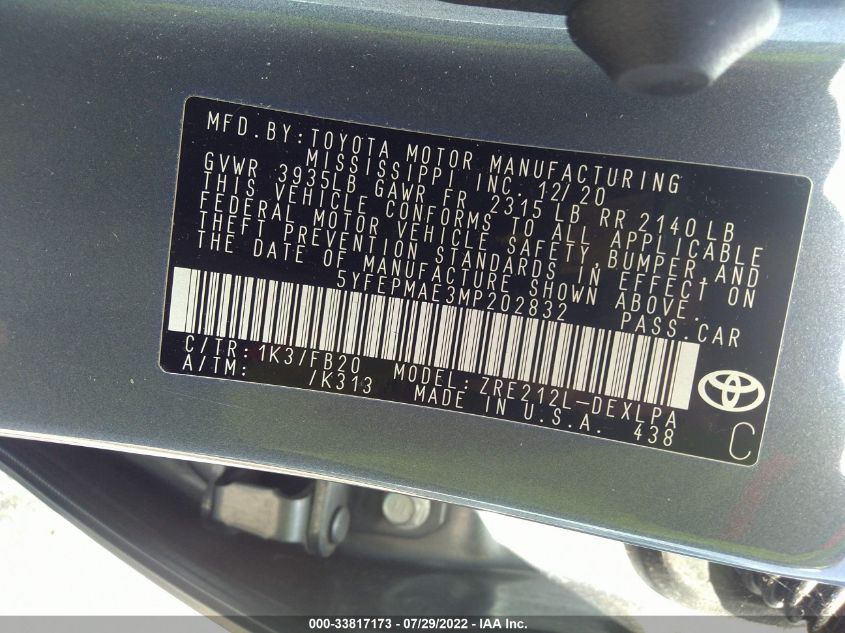 MFD.BY:TOYOTA MOTOR MANUFACTURING
MISSISSIPPI INC. 12/20
GVWR 3935LB GAWR FR 2315 LB RR 2140 LB
THIS VEHICLE CONFORMS TO ALL APPLICABLE
FEDERAL MOTOR VEHICLE SAFETY, BUMPER, AND
THEFT PREVENTION STANDARDS IN EFFECT ON
THE DATE OF MANUFACTURE SHOWN ABOVE.
5YFEPMAE3MP202832 PASS.CAR
C/TR: 1K3/FB20 MODEL: ZRE212L-DEXLPA
A/TM: /K313 MADE IN U.S.A. 438
C
000-33817173 - 07/29/2022 - IAA Inc.